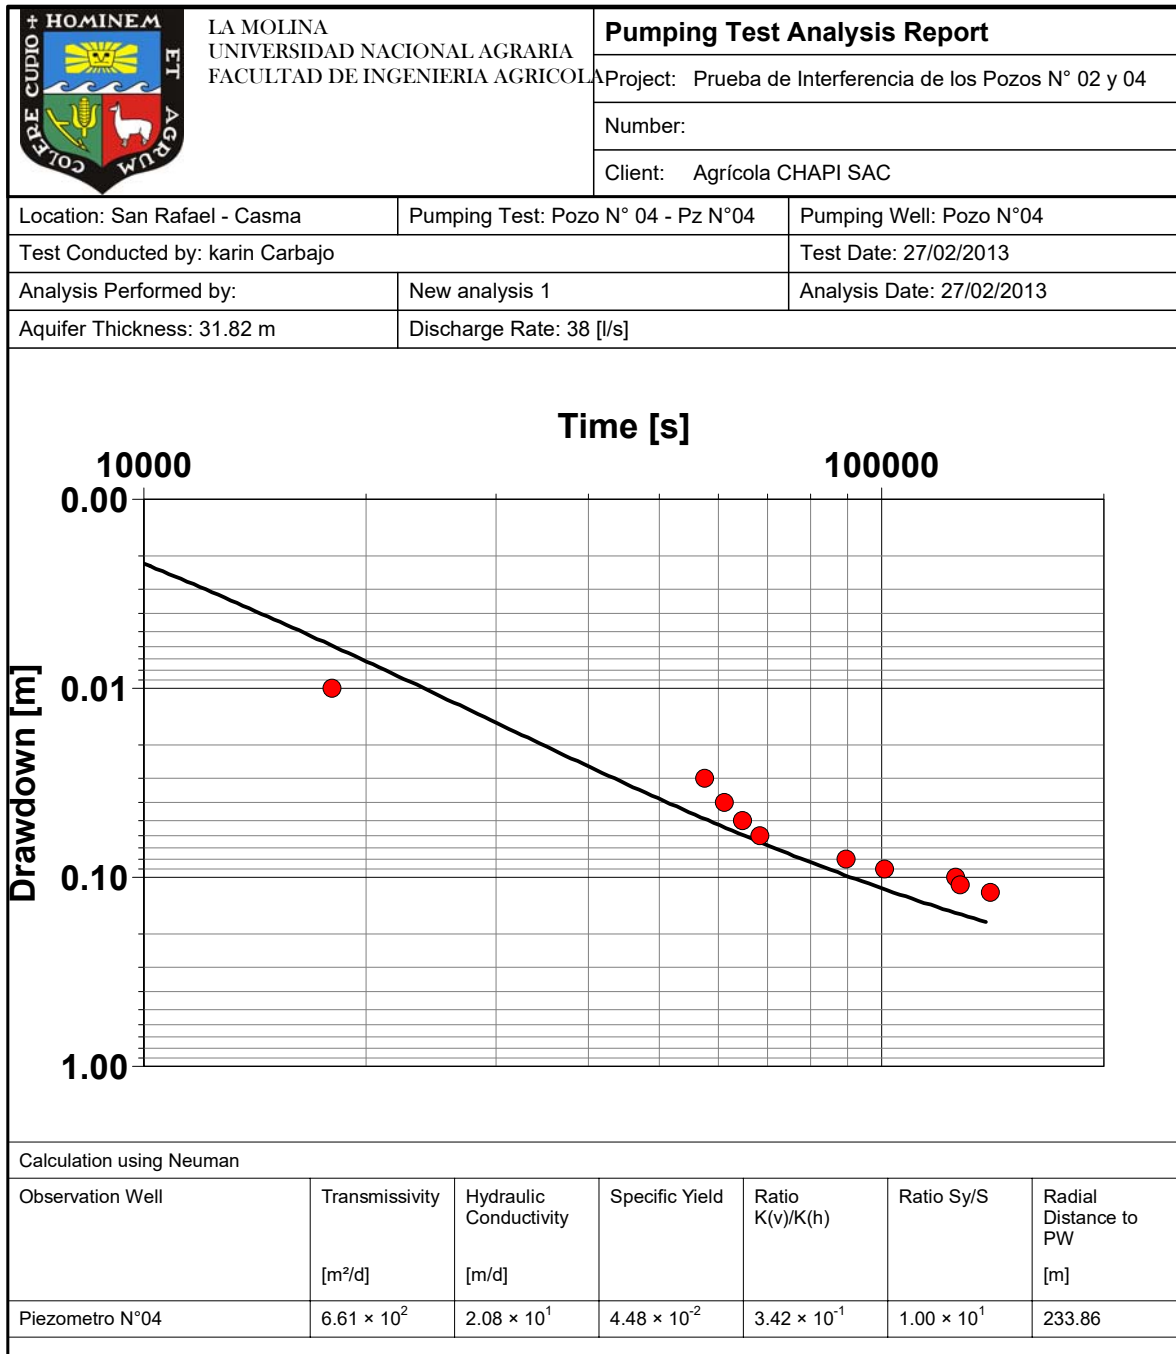 ✝ HOMINEM ET AGRUM COLERE CUPIO
LA MOLINA
UNIVERSIDAD NACIONAL AGRARIA
FACULTAD DE INGENIERIA AGRICOLA
Pumping Test Analysis Report
Project: Prueba de Interferencia de los Pozos N° 02 y 04
Number:
Client: Agrícola CHAPI SAC
Location: San Rafael - Casma Pumping Test: Pozo N° 04 - Pz N°04 Pumping Well: Pozo N°04
Test Conducted by: karin Carbajo Test Date: 27/02/2013
Analysis Performed by: New analysis 1 Analysis Date: 27/02/2013
Aquifer Thickness: 31.82 m Discharge Rate: 38 [l/s]
Time [s]
10000 100000
0.00
0.01
0.10
1.00
Drawdown [m]
Calculation using Neuman
Observation Well Transmissivity Hydraulic Specific Yield Ratio Ratio Sy/S Radial
Conductivity K(v)/K(h) Distance to
PW
[m²/d] [m/d] [m]
Piezometro N°04 6.61 × 10² 2.08 × 10¹ 4.48 × 10⁻² 3.42 × 10⁻¹ 1.00 × 10¹ 233.86